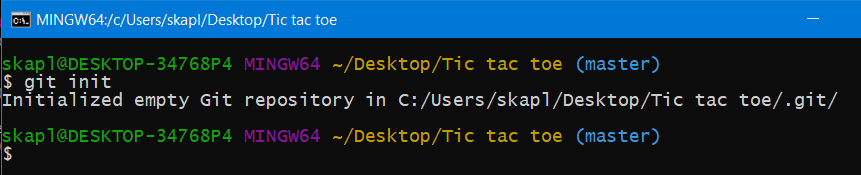 MINGW64:/c/Users/skapl/Desktop/Tic tac toe
skapl@DESKTOP-34768P4 MINGW64 ~/Desktop/Tic tac toe (master)
$ git init
Initialized empty Git repository in C:/Users/skapl/Desktop/Tic tac toe/.git/
skapl@DESKTOP-34768P4 MINGW64 ~/Desktop/Tic tac toe (master)
$